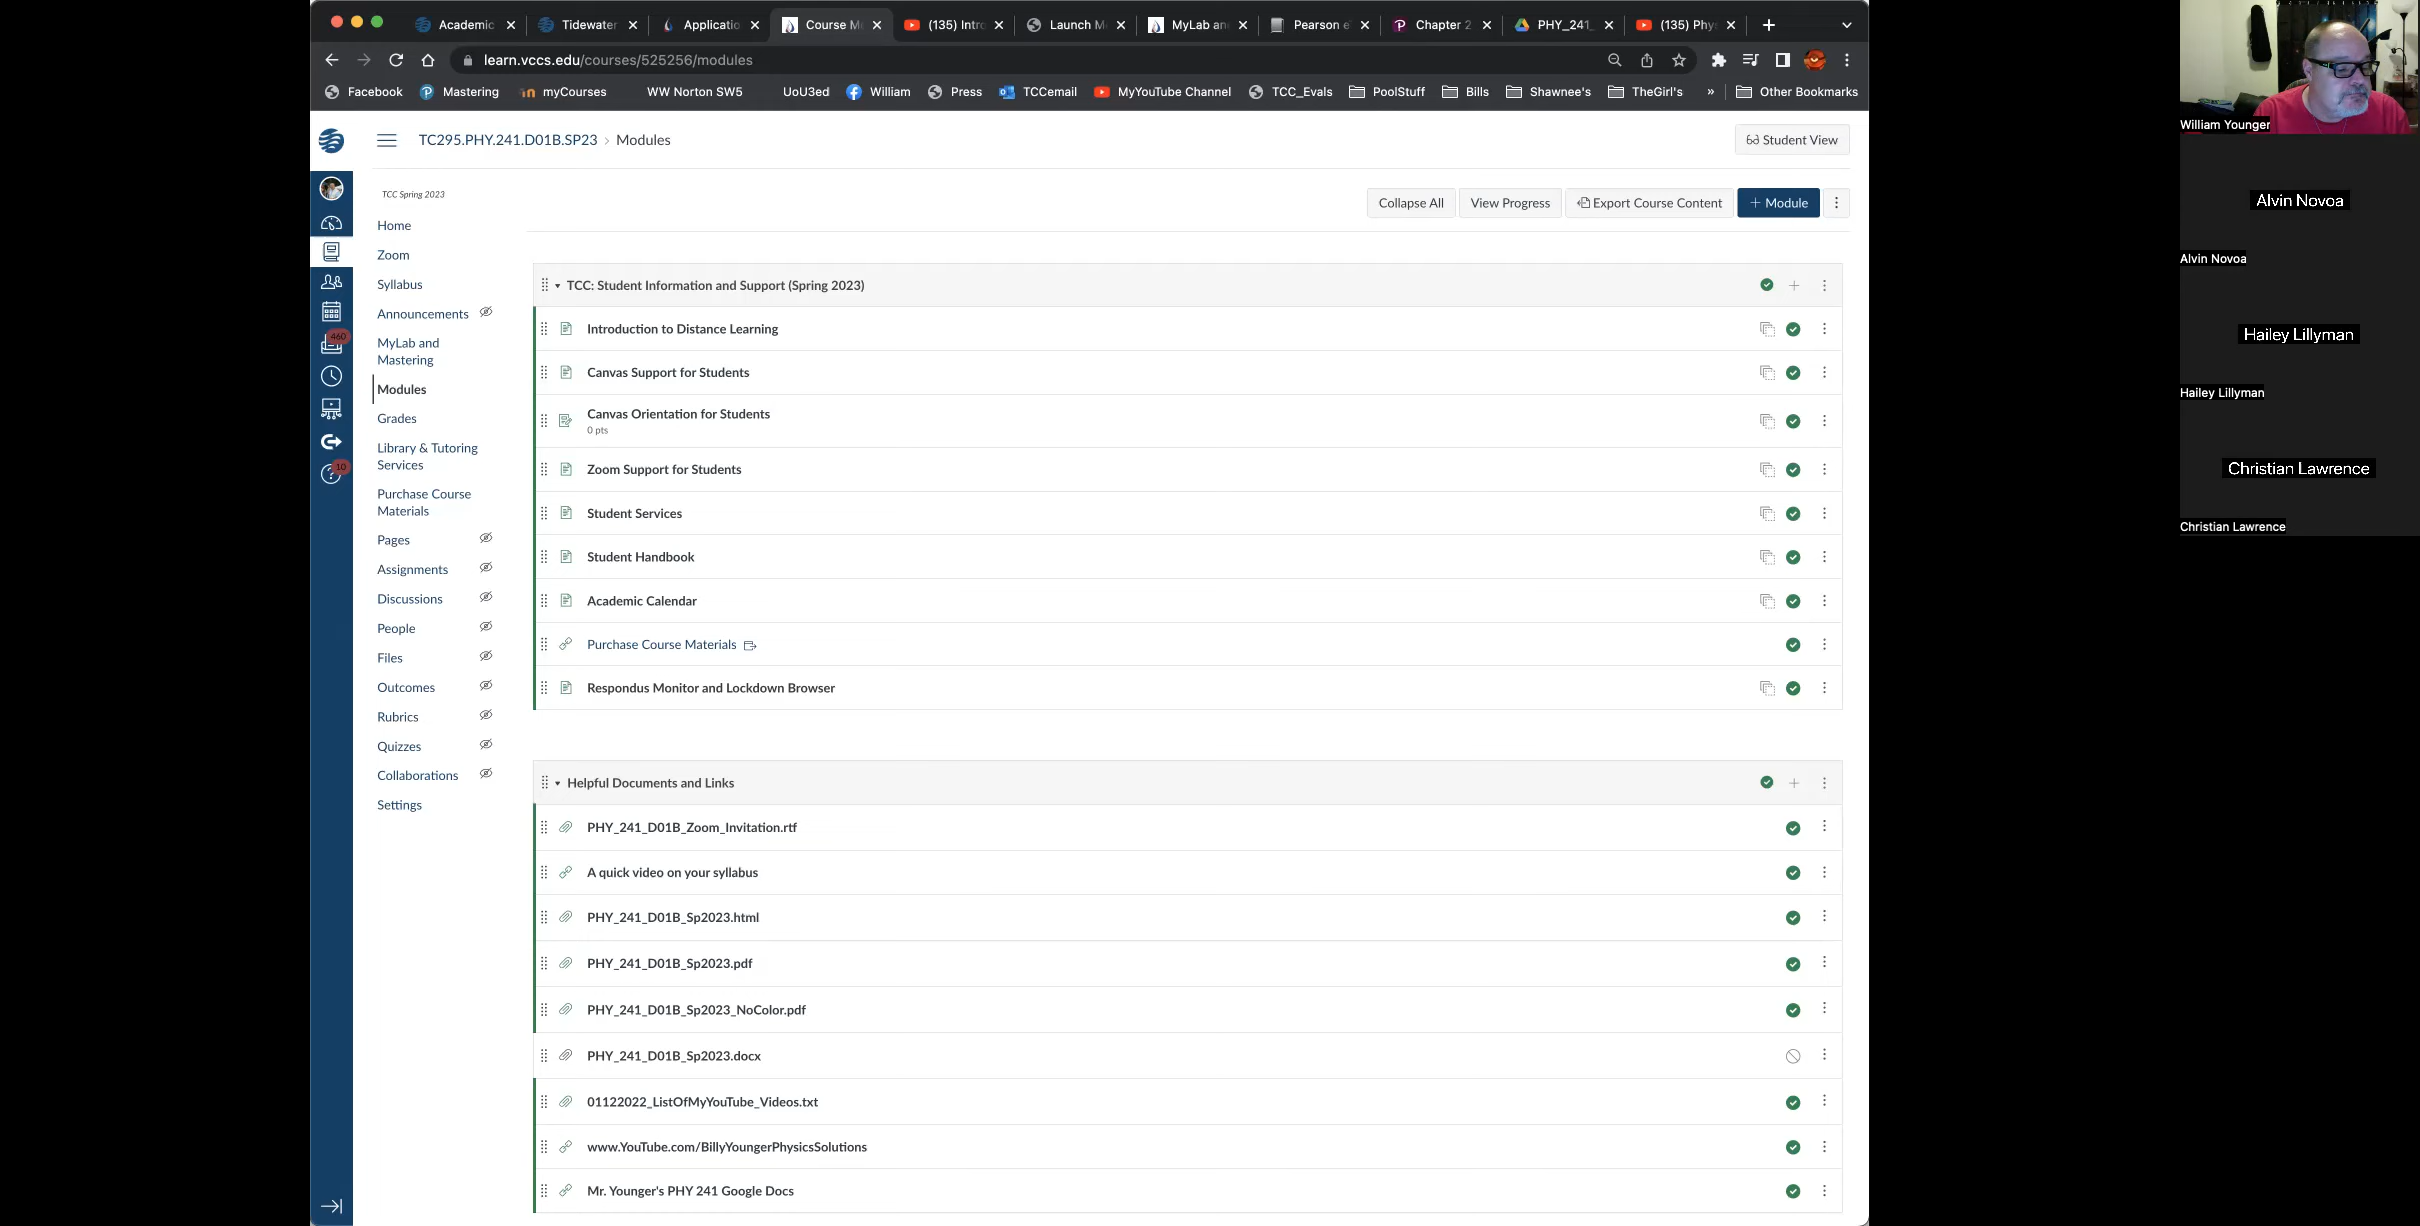 Academic
Tidewater
Applicatio
Course M
(135) Intro
Launch M
MyLab an
Pearson e
Chapter 2
PHY_241_
(135) Phy
learn.vccs.edu/courses/525256/modules
Facebook
Mastering
myCourses
WW Norton SW5
UoU3ed
William
Press
TCCemail
MyYouTube Channel
TCC_Evals
PoolStuff
Bills
Shawnee's
TheGirl's
»
Other Bookmarks
TC295.PHY.241.D01B.SP23 › Modules
Student View
TCC Spring 2023
Home
Zoom
Syllabus
Announcements
MyLab and
Mastering
Modules
Grades
Library & Tutoring
Services
Purchase Course
Materials
Pages
Assignments
Discussions
People
Files
Outcomes
Rubrics
Quizzes
Collaborations
Settings
460
10
Collapse All
View Progress
Export Course Content
+ Module
TCC: Student Information and Support (Spring 2023)
Introduction to Distance Learning
Canvas Support for Students
Canvas Orientation for Students
0 pts
Zoom Support for Students
Student Services
Student Handbook
Academic Calendar
Purchase Course Materials
Respondus Monitor and Lockdown Browser
Helpful Documents and Links
PHY_241_D01B_Zoom_Invitation.rtf
A quick video on your syllabus
PHY_241_D01B_Sp2023.html
PHY_241_D01B_Sp2023.pdf
PHY_241_D01B_Sp2023_NoColor.pdf
PHY_241_D01B_Sp2023.docx
01122022_ListOfMyYouTube_Videos.txt
www.YouTube.com/BillyYoungerPhysicsSolutions
Mr. Younger's PHY 241 Google Docs
William Younger
Alvin Novoa
Alvin Novoa
Hailey Lillyman
Hailey Lillyman
Christian Lawrence
Christian Lawrence